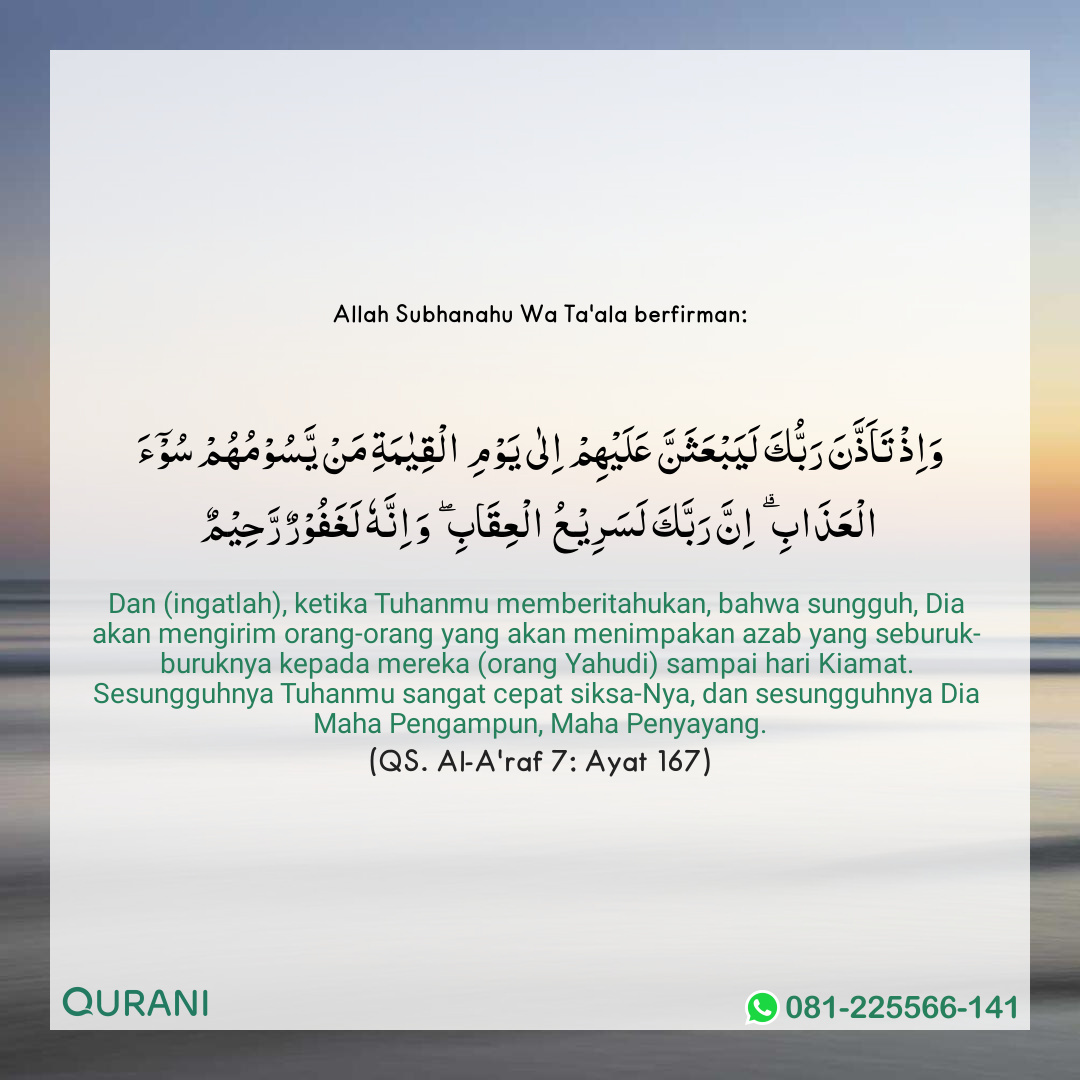 Allah Subhanahu Wa Ta'ala berfirman:
وَاِذْ تَاَذَّنَ رَبُّكَ لَيَبْعَثَنَّ عَلَيْهِمْ اِلٰى يَوْمِ الْقِيٰمَةِ مَنْ يَّسُوْمُهُمْ سُوْۤءَ
الْعَذَابِۗ اِنَّ رَبَّكَ لَسَرِيْعُ الْعِقَابِۖ وَاِنَّهٗ لَغَفُوْرٌ رَّحِيْمٌ
Dan (ingatlah), ketika Tuhanmu memberitahukan, bahwa sungguh, Dia
akan mengirim orang-orang yang akan menimpakan azab yang seburuk-
buruknya kepada mereka (orang Yahudi) sampai hari Kiamat.
Sesungguhnya Tuhanmu sangat cepat siksa-Nya, dan sesungguhnya Dia
Maha Pengampun, Maha Penyayang.
(QS. Al-A'raf 7: Ayat 167)
QURANI
081-225566-141